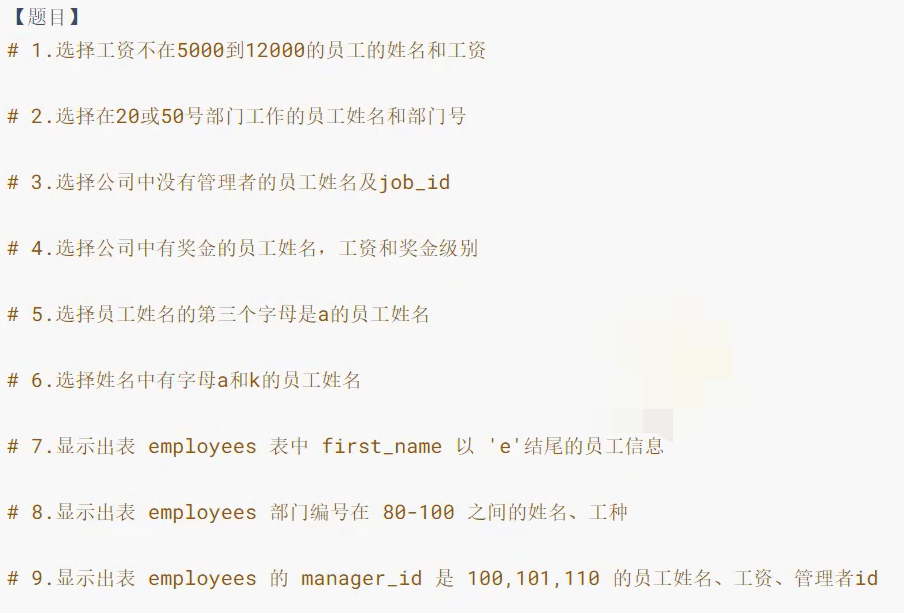 【题目】
# 1.选择工资不在5000到12000的员工的姓名和工资
# 2.选择在20或50号部门工作的员工姓名和部门号
# 3.选择公司中没有管理者的员工姓名及job_id
# 4.选择公司中有奖金的员工姓名，工资和奖金级别
# 5.选择员工姓名的第三个字母是a的员工姓名
# 6.选择姓名中有字母a和k的员工姓名
# 7.显示出表 employees 表中 first_name 以 'e'结尾的员工信息
# 8.显示出表 employees 部门编号在 80-100 之间的姓名、工种
# 9.显示出表 employees 的 manager_id 是 100,101,110 的员工姓名、工资、管理者id